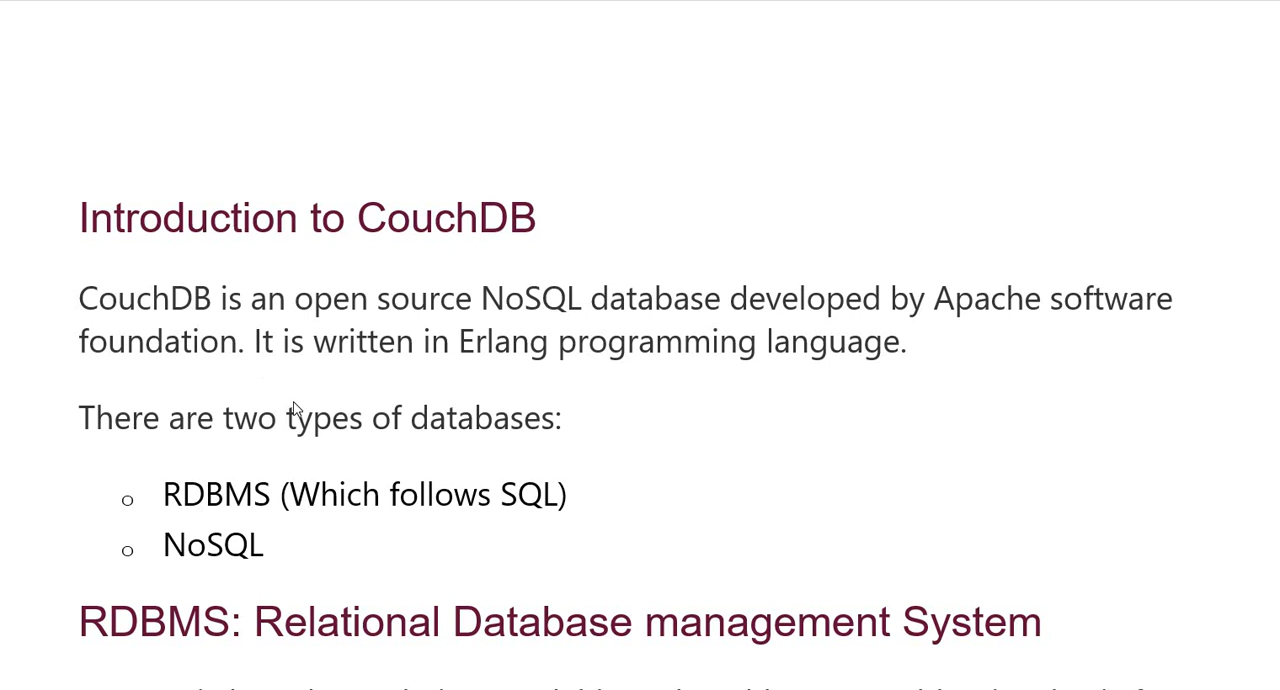 Introduction to CouchDB
CouchDB is an open source NoSQL database developed by Apache software
foundation. It is written in Erlang programming language.
There are two types of databases:
o RDBMS (Which follows SQL)
o NoSQL
RDBMS: Relational Database management System